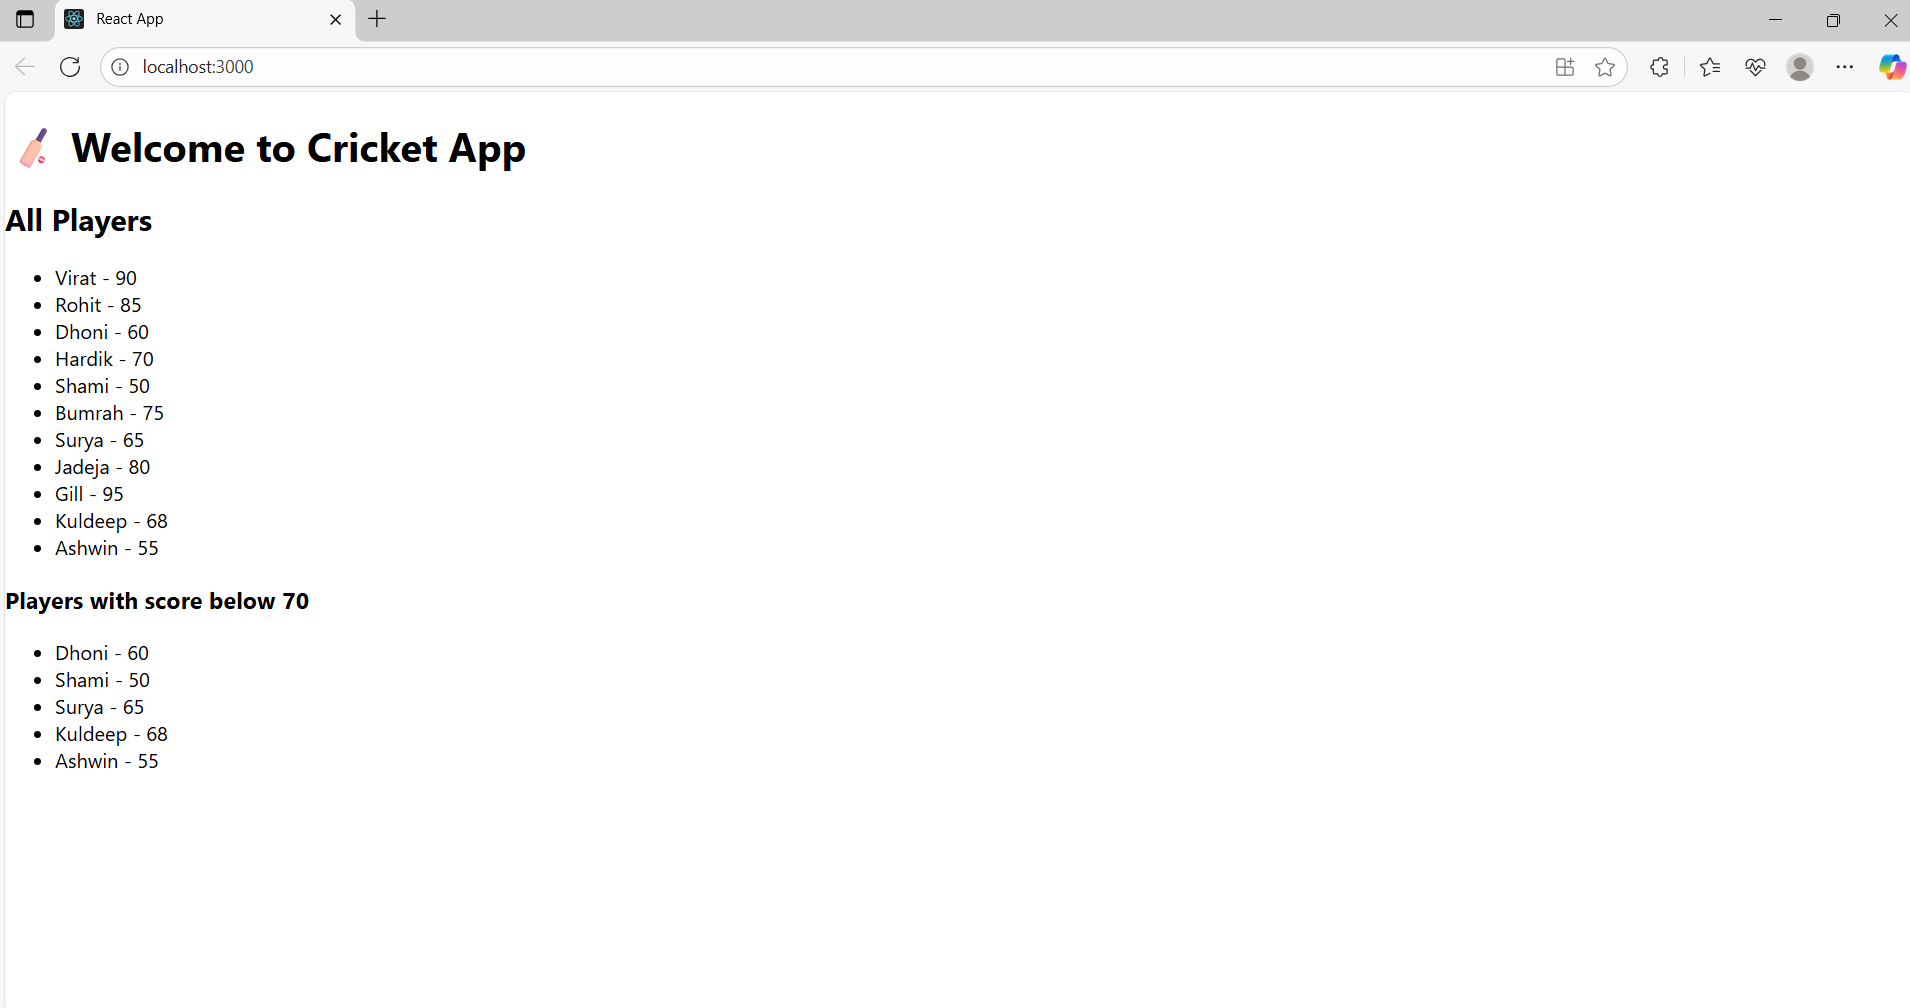 React App
localhost:3000
Welcome to Cricket App
All Players
Virat - 90
Rohit - 85
Dhoni - 60
Hardik - 70
Shami - 50
Bumrah - 75
Surya - 65
Jadeja - 80
Gill - 95
Kuldeep - 68
Ashwin - 55
Players with score below 70
Dhoni - 60
Shami - 50
Surya - 65
Kuldeep - 68
Ashwin - 55